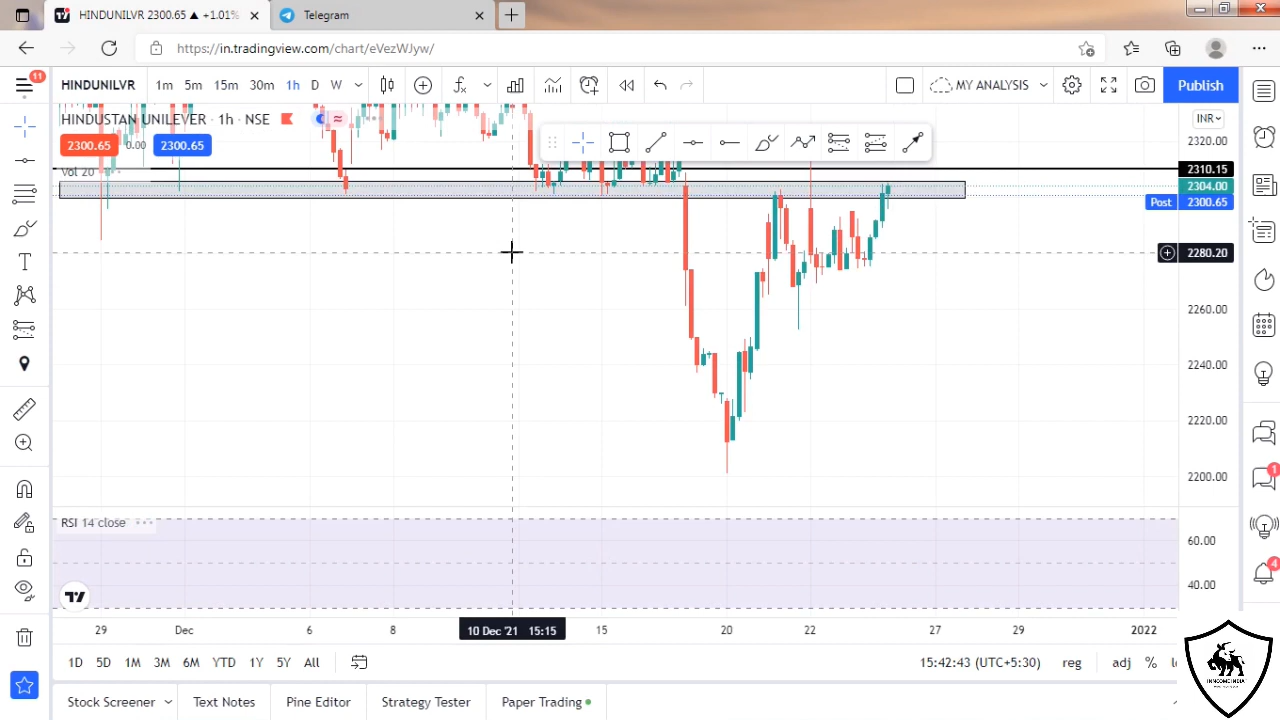 HINDUNILVR 2300.65 ▲ +1.01%
Telegram
https://in.tradingview.com/chart/eVezWJyw/
11
HINDUNILVR
1m 5m 15m 30m 1h D W
MY ANALYSIS
Publish
HINDUSTAN UNILEVER · 1h · NSE
INR
2300.65 0.00 2300.65
Vol 20
2320.00
2310.15
2304.00
Post 2300.65
2280.20
2260.00
2240.00
2220.00
2200.00
1
4
RSI 14 close
60.00
40.00
29 Dec 6 8 10 Dec '21 15:15 15 20 22 27 29 2022
1D 5D 1M 3M 6M YTD 1Y 5Y All
15:42:43 (UTC+5:30) reg adj %
Stock Screener Text Notes Pine Editor Strategy Tester Paper Trading